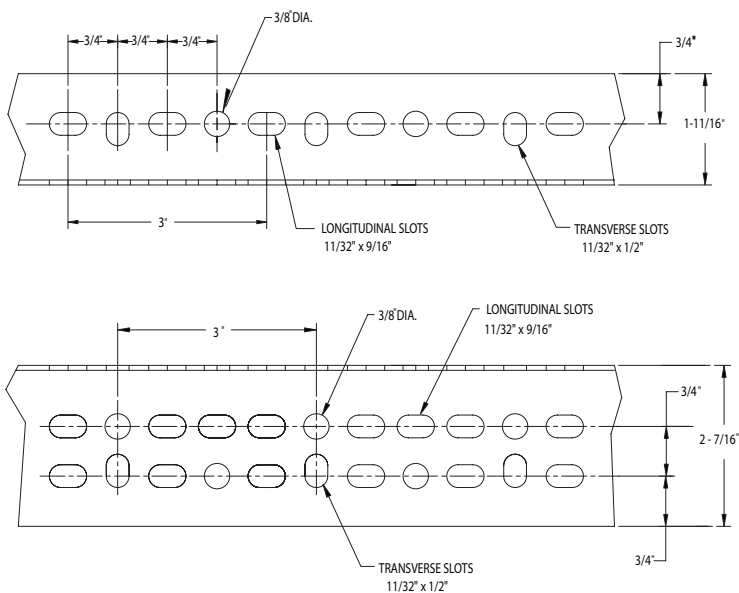 3/8"DIA.
3/4" 3/4" 3/4"
3/4"
1-11/16"
3"
LONGITUDINAL SLOTS
11/32" x 9/16"
TRANSVERSE SLOTS
11/32" x 1/2"
3"
3/8"DIA.
LONGITUDINAL SLOTS
11/32" x 9/16"
3/4"
2 - 7/16"
3/4"
TRANSVERSE SLOTS
11/32" x 1/2"